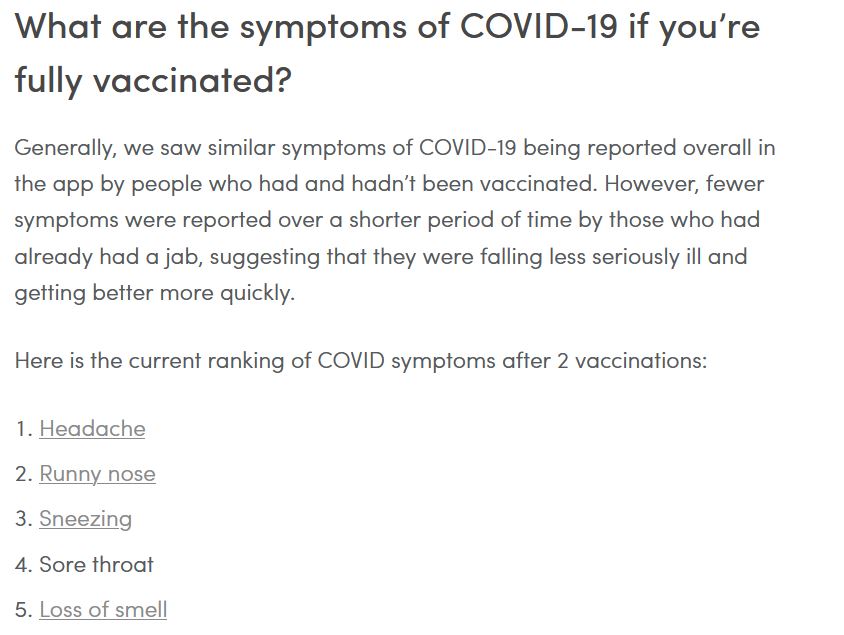 What are the symptoms of COVID-19 if you’re
fully vaccinated?
Generally, we saw similar symptoms of COVID-19 being reported overall in
the app by people who had and hadn’t been vaccinated. However, fewer
symptoms were reported over a shorter period of time by those who had
already had a jab, suggesting that they were falling less seriously ill and
getting better more quickly.
Here is the current ranking of COVID symptoms after 2 vaccinations:
1. Headache
2. Runny nose
3. Sneezing
4. Sore throat
5. Loss of smell